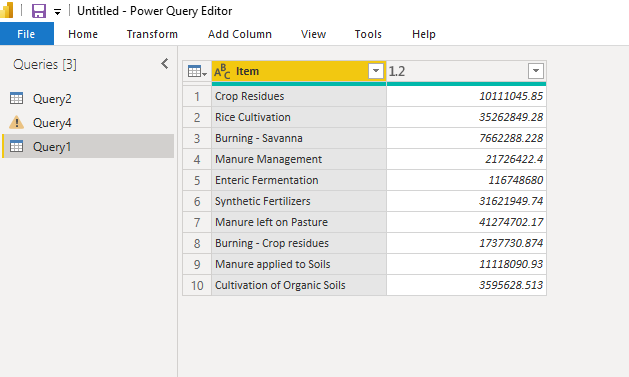 Untitled - Power Query Editor
File Home Transform Add Column View Tools Help
Queries [3]
Query2
Query4
Query1
ABC Item 1.2
1 Crop Residues 10111045.85
2 Rice Cultivation 35262849.28
3 Burning - Savanna 7662288.228
4 Manure Management 21726422.4
5 Enteric Fermentation 116748680
6 Synthetic Fertilizers 31621949.74
7 Manure left on Pasture 41274702.17
8 Burning - Crop residues 1737730.874
9 Manure applied to Soils 11118090.93
10 Cultivation of Organic Soils 3595628.513